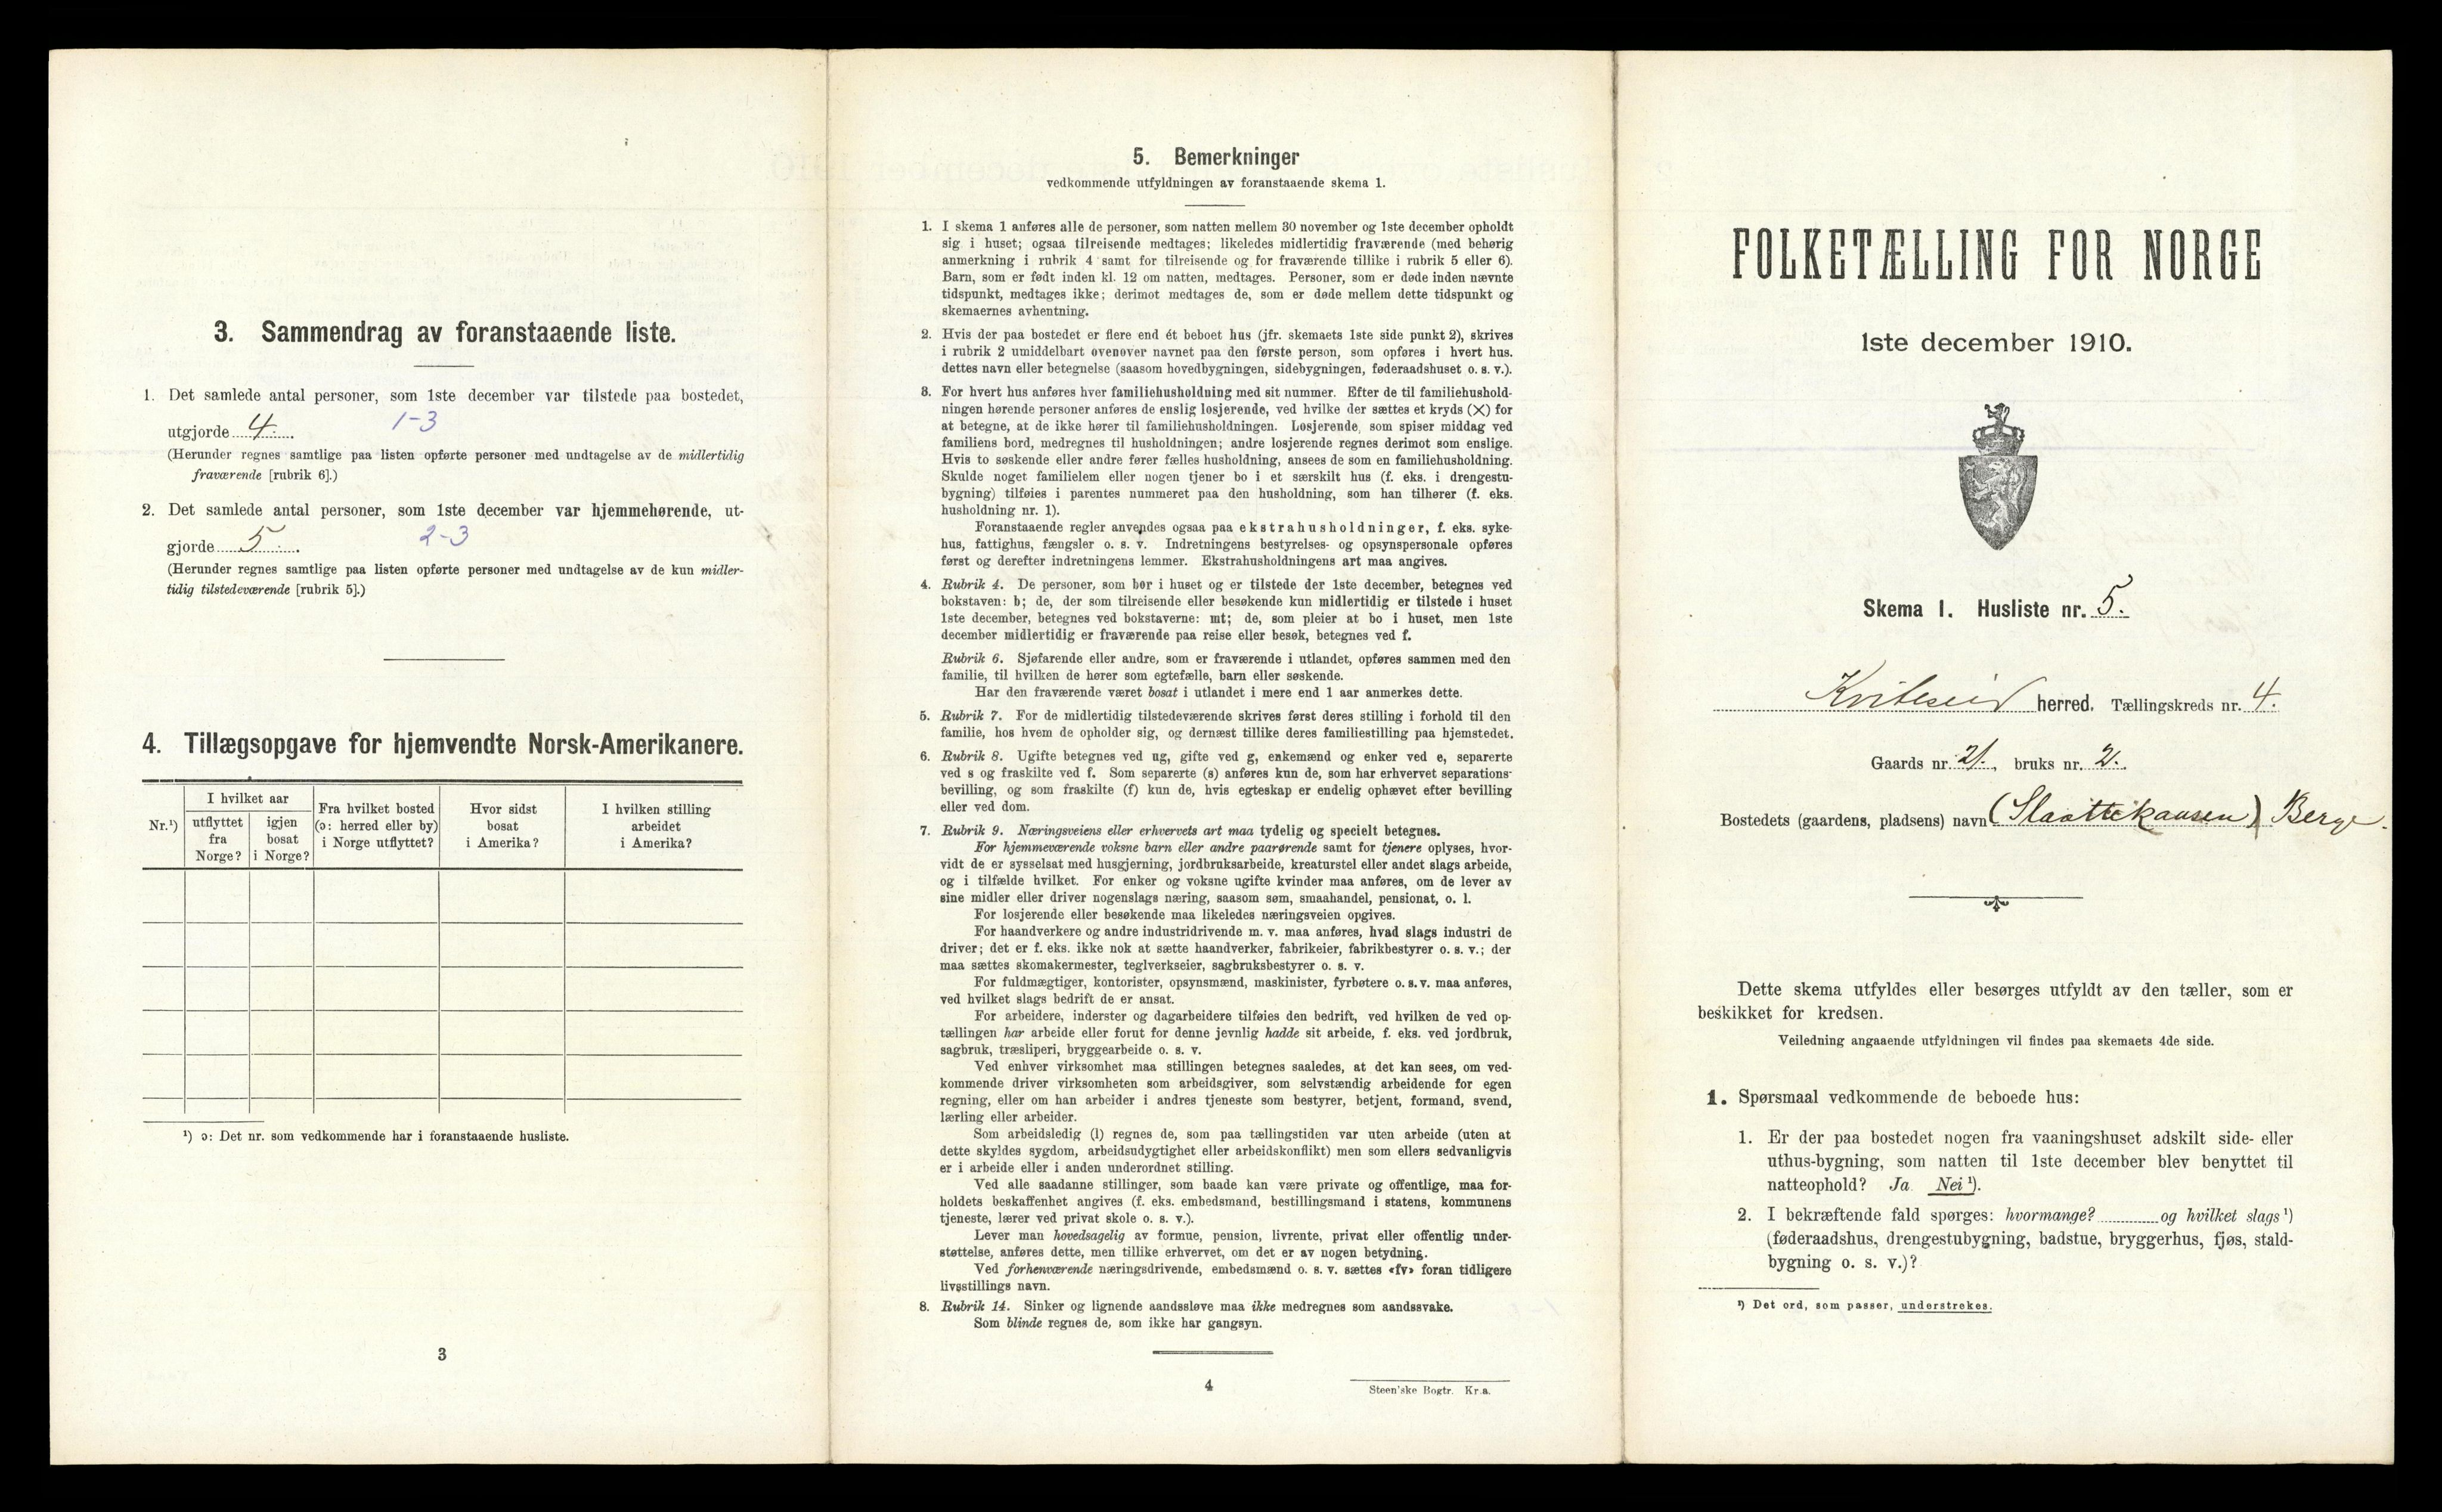 3. Sammendrag av foranstaaende liste.
1. Det samlede antal personer, som 1ste december var tilstede paa bostedet,
utgjorde 4. 1-3
(Herunder regnes samtlige paa listen opførte personer med undtagelse av de midlertidig
fraværende [rubrik 6].)
2. Det samlede antal personer, som 1ste december var hjemmehørende, ut-
gjorde 5. 2-3
(Herunder regnes samtlige paa listen opførte personer med undtagelse av de kun midler-
tidig tilstedeværende [rubrik 5].)
4. Tillægsopgave for hjemvendte Norsk-Amerikanere.
Nr.¹)
I hvilket aar
utflyttet
fra
Norge?
igjen
bosat
i Norge?
Fra hvilket bosted
(ɔ: herred eller by)
i Norge utflyttet?
Hvor sidst
bosat
i Amerika?
I hvilken stilling
arbeidet
i Amerika?
¹) ɔ: Det nr. som vedkommende har i foranstaaende husliste.
3
5. Bemerkninger
vedkommende utfyldningen av foranstaaende skema 1.
1. I skema 1 anføres alle de personer, som natten mellem 30 november og 1ste december opholdt
sig i huset; ogsaa tilreisende medtages; likeledes midlertidig fraværende (med behørig
anmerkning i rubrik 4 samt for tilreisende og for fraværende tillike i rubrik 5 eller 6).
Barn, som er født inden kl. 12 om natten, medtages. Personer, som er døde inden nævnte
tidspunkt, medtages ikke; derimot medtages de, som er døde mellem dette tidspunkt og
skemaernes avhentning.
2. Hvis der paa bostedet er flere end ét beboet hus (jfr. skemaets 1ste side punkt 2), skrives
i rubrik 2 umiddelbart ovenover navnet paa den første person, som opføres i hvert hus.
dettes navn eller betegnelse (saasom hovedbygningen, sidebygningen, føderaadshuset o. s. v.).
3. For hvert hus anføres hver familiehusholdning med sit nummer. Efter de til familiehushold-
ningen hørende personer anføres de enslig losjerende, ved hvilke der sættes et kryds (×) for
at betegne, at de ikke hører til familiehusholdningen. Losjerende, som spiser middag ved
familiens bord, medregnes til husholdningen; andre losjerende regnes derimot som enslige.
Hvis to søskende eller andre fører fælles husholdning, ansees de som en familiehusholdning.
Skulde noget familielem eller nogen tjener bo i et særskilt hus (f. eks. i drengestu-
bygning) tilføies i parentes nummeret paa den husholdning, som han tilhører (f. eks.
husholdning nr. 1).
Foranstaaende regler anvendes ogsaa paa ekstrahusholdninger, f. eks. syke-
hus, fattighus, fængsler o. s. v. Indretningens bestyrelses- og opsynspersonale opføres
først og derefter indretningens lemmer. Ekstrahusholdningens art maa angives.
4. Rubrik 4. De personer, som bor i huset og er tilstede der 1ste december, betegnes ved
bokstaven: b; de, der som tilreisende eller besøkende kun midlertidig er tilstede i huset
1ste december, betegnes ved bokstaverne: mt; de, som pleier at bo i huset, men 1ste
december midlertidig er fraværende paa reise eller besøk, betegnes ved f.
Rubrik 6. Sjøfarende eller andre, som er fraværende i utlandet, opføres sammen med den
familie, til hvilken de hører som egtefælle, barn eller søskende.
Har den fraværende været bosat i utlandet i mere end 1 aar anmerkes dette.
5. Rubrik 7. For de midlertidig tilstedeværende skrives først deres stilling i forhold til den
familie, hos hvem de opholder sig, og dernæst tillike deres familiestilling paa hjemstedet.
6. Rubrik 8. Ugifte betegnes ved ug, gifte ved g, enkemænd og enker ved e, separerte
ved s og fraskilte ved f. Som separerte (s) anføres kun de, som har erhvervet separations-
bevilling, og som fraskilte (f) kun de, hvis egteskap er endelig ophævet efter bevilling
eller ved dom.
7. Rubrik 9. Næringsveiens eller erhvervets art maa tydelig og specielt betegnes.
For hjemmeværende voksne barn eller andre paarørende samt for tjenere oplyses, hvor-
vidt de er sysselsat med husgjerning, jordbruksarbeide, kreaturstel eller andet slags arbeide,
og i tilfælde hvilket. For enker og voksne ugifte kvinder maa anføres, om de lever av
sine midler eller driver nogenslags næring, saasom søm, smaahandel, pensionat, o. l.
For losjerende eller besøkende maa likeledes næringsveien opgives.
For haandverkere og andre industridrivende m. v. maa anføres, hvad slags industri de
driver; det er f. eks. ikke nok at sætte haandverker, fabrikeier, fabrikbestyrer o. s. v.; der
maa sættes skomakermester, teglverkseier, sagbruksbestyrer o. s. v.
For fuldmægtiger, kontorister, opsynsmænd, maskinister, fyrbøtere o. s. v. maa anføres,
ved hvilket slags bedrift de er ansat.
For arbeidere, inderster og dagarbeidere tilføies den bedrift, ved hvilken de ved op-
tællingen har arbeide eller forut for denne jevnlig hadde sit arbeide, f. eks. ved jordbruk,
sagbruk, træsliperi, bryggearbeide o. s. v.
Ved enhver virksomhet maa stillingen betegnes saaledes, at det kan sees, om ved-
kommende driver virksomheten som arbeidsgiver, som selvstændig arbeidende for egen
regning, eller om han arbeider i andres tjeneste som bestyrer, betjent, formand, svend,
lærling eller arbeider.
Som arbeidsledig (l) regnes de, som paa tællingstiden var uten arbeide (uten at
dette skyldes sygdom, arbeidsudygtighet eller arbeidskonflikt) men som ellers sedvanligvis
er i arbeide eller i anden underordnet stilling.
Ved alle saadanne stillinger, som baade kan være private og offentlige, maa for-
holdets beskaffenhet angives (f. eks. embedsmand, bestillingsmand i statens, kommunens
tjeneste, lærer ved privat skole o. s. v.).
Lever man hovedsagelig av formue, pension, livrente, privat eller offentlig under-
støttelse, anføres dette, men tillike erhvervet, om det er av nogen betydning.
Ved forhenværende næringsdrivende, embedsmænd o. s. v. sættes «fv» foran tidligere
livsstillings navn.
8. Rubrik 14. Sinker og lignende aandssløve maa ikke medregnes som aandssvake.
Som blinde regnes de, som ikke har gangsyn.
4
Steen'ske Bogtr. Kr.a.
FOLKETÆLLING FOR NORGE
1ste december 1910.
Skema 1. Husliste nr. 5.
Kviteseid herred. Tællingskreds nr. 4.
Gaards nr. 21., bruks nr. 2.
Bostedets (gaardens, pladsens) navn (Slaattekaasen) Berge.
Dette skema utfyldes eller besørges utfyldt av den tæller, som er
beskikket for kredsen.
Veiledning angaaende utfyldningen vil findes paa skemaets 4de side.
1. Spørsmaal vedkommende de beboede hus:
1. Er der paa bostedet nogen fra vaaningshuset adskilt side- eller
uthus-bygning, som natten til 1ste december blev benyttet til
natteophold? Ja Nei ¹).
2. I bekræftende fald spørges: hvormange? og hvilket slags ¹)
(føderaadshus, drengestubygning, badstue, bryggerhus, fjøs, stald-
bygning o. s. v.)?
¹) Det ord, som passer, understrekes.